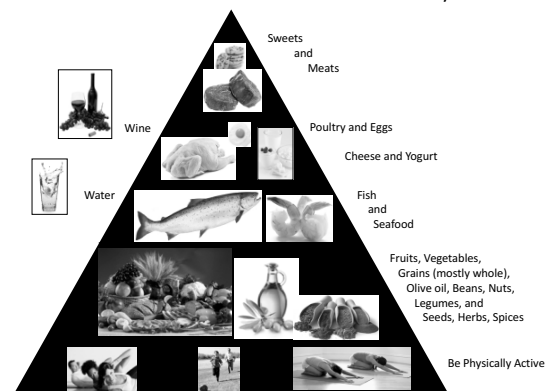 Sweets
and
Meats
Wine
Poultry and Eggs
Cheese and Yogurt
Water
Fish
and
Seafood
Fruits, Vegetables,
Grains (mostly whole),
Olive oil, Beans, Nuts,
Legumes, and
Seeds, Herbs, Spices
Be Physically Active